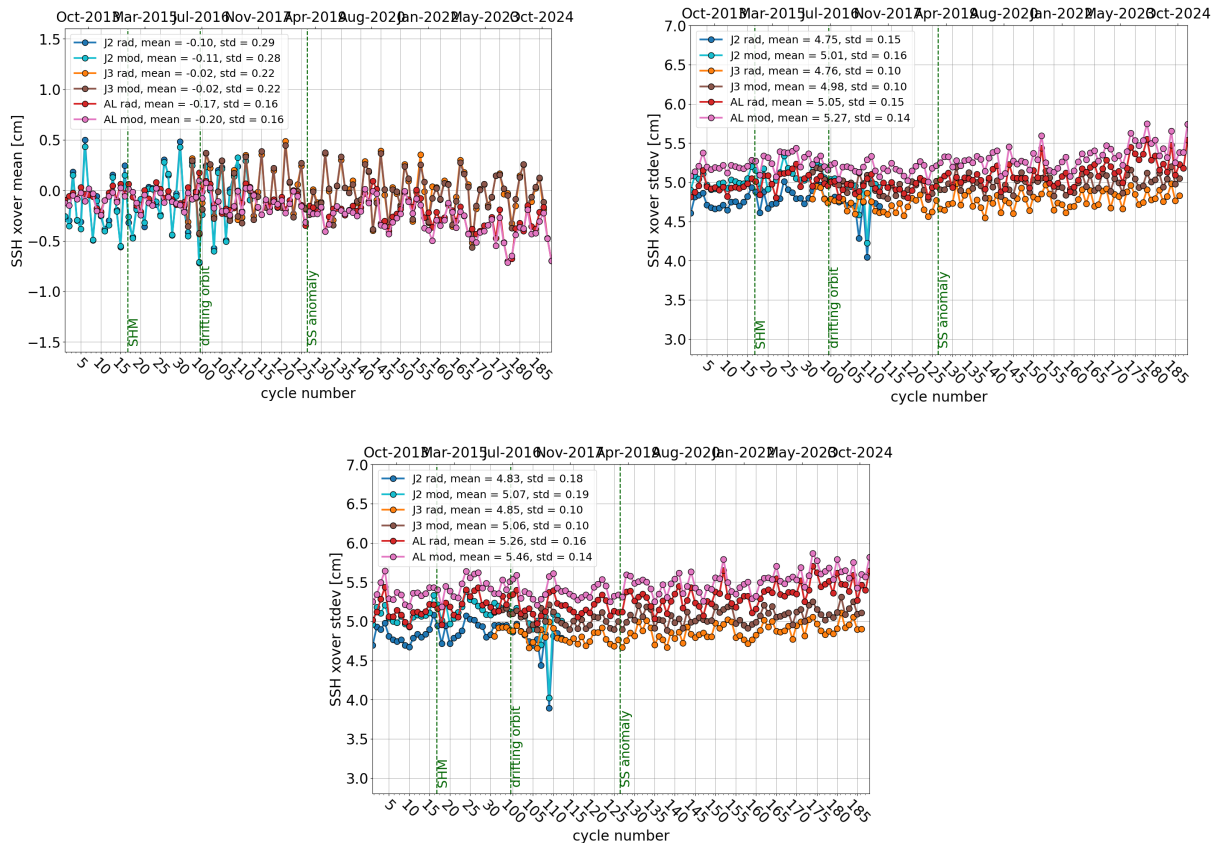 Oct-2013 Mar-2015 Jul-2016 Nov-2017 Apr-2019 Aug-2020 Jan-2022 May-2023 Oct-2024
1.5
1.0
0.5
0.0
−0.5
−1.0
−1.5
SSH xover mean [cm]
J2 rad, mean = -0.10, std = 0.29
J2 mod, mean = -0.11, std = 0.28
J3 rad, mean = -0.02, std = 0.22
J3 mod, mean = -0.02, std = 0.22
AL rad, mean = -0.17, std = 0.16
AL mod, mean = -0.20, std = 0.16
SHM
drifting orbit
SS anomaly
5 10 15 20 25 30 35 100 105 110 115 120 125 130 135 140 145 150 155 160 165 170 175 180 185
cycle number
Oct-2013 Mar-2015 Jul-2016 Nov-2017 Apr-2019 Aug-2020 Jan-2022 May-2023 Oct-2024
7.0
6.5
6.0
5.5
5.0
4.5
4.0
3.5
3.0
SSH xover stdev [cm]
J2 rad, mean = 4.75, std = 0.15
J2 mod, mean = 5.01, std = 0.16
J3 rad, mean = 4.76, std = 0.10
J3 mod, mean = 4.98, std = 0.10
AL rad, mean = 5.05, std = 0.15
AL mod, mean = 5.27, std = 0.14
SHM
drifting orbit
SS anomaly
5 10 15 20 25 30 100 105 110 115 120 125 130 135 140 145 150 155 160 165 170 175 180 185
cycle number
Oct-2013 Mar-2015 Jul-2016 Nov-2017 Apr-2019 Aug-2020 Jan-2022 May-2023 Oct-2024
7.0
6.5
6.0
5.5
5.0
4.5
4.0
3.5
3.0
SSH xover stdev [cm]
J2 rad, mean = 4.83, std = 0.18
J2 mod, mean = 5.07, std = 0.19
J3 rad, mean = 4.85, std = 0.10
J3 mod, mean = 5.06, std = 0.10
AL rad, mean = 5.26, std = 0.16
AL mod, mean = 5.46, std = 0.14
SHM
drifting orbit
SS anomaly
5 10 15 20 25 30 100 105 110 115 120 125 130 135 140 145 150 155 160 165 170 175 180 185
cycle number